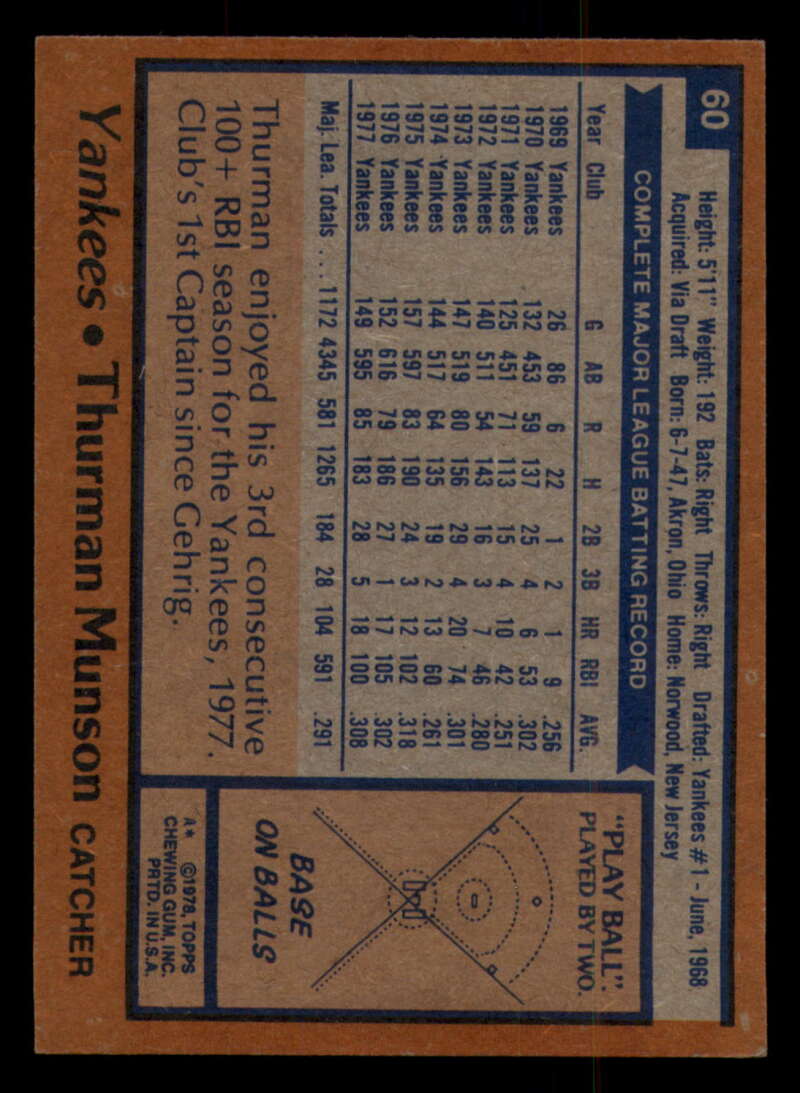 60
Height: 5'11" Weight: 192 Bats: Right Throws: Right Drafted: Yankees #1 - June, 1968
Acquired: Via Draft Born: 6-7-47, Akron, Ohio Home: Norwood, New Jersey
COMPLETE MAJOR LEAGUE BATTING RECORD
Year Club G AB R H 2B 3B HR RBI AVG.
1969 Yankees 26 86 6 22 1 2 1 9 .256
1970 Yankees 132 453 59 137 25 4 6 53 .302
1971 Yankees 125 451 71 113 15 4 10 42 .251
1972 Yankees 140 511 54 143 16 3 7 46 .280
1973 Yankees 147 519 80 156 29 4 20 74 .301
1974 Yankees 144 517 64 135 19 2 13 60 .261
1975 Yankees 157 597 83 190 24 3 12 102 .318
1976 Yankees 152 616 79 186 27 1 17 105 .302
1977 Yankees 149 595 85 183 28 5 18 100 .308
Maj. Lea. Totals .... 1172 4345 581 1265 184 28 104 591 .291
Thurman enjoyed his 3rd consecutive
100+ RBI season for the Yankees, 1977.
Club's 1st Captain since Gehrig.
"PLAY BALL".
PLAYED BY TWO.
BASE
ON BALLS
A* ©1978, TOPPS
CHEWING GUM, INC.
PRTD. IN U.S.A.
Yankees • Thurman Munson CATCHER